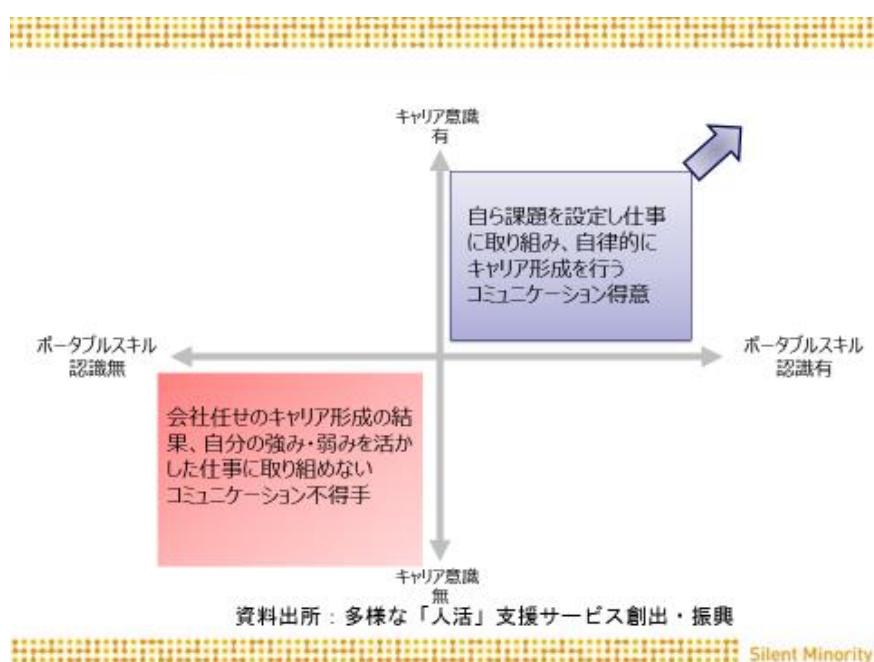 キャリア意識
有
自ら課題を設定し仕事
に取り組み、自律的に
キャリア形成を行う
コミュニケーション得意
ポータブルスキル
認識無
ポータブルスキル
認識有
会社任せのキャリア形成の結
果、自分の強み・弱みを活か
した仕事に取り組めない
コミュニケーション不得手
キャリア意識
無
資料出所：多様な「人活」支援サービス創出・振興
Silent Minority